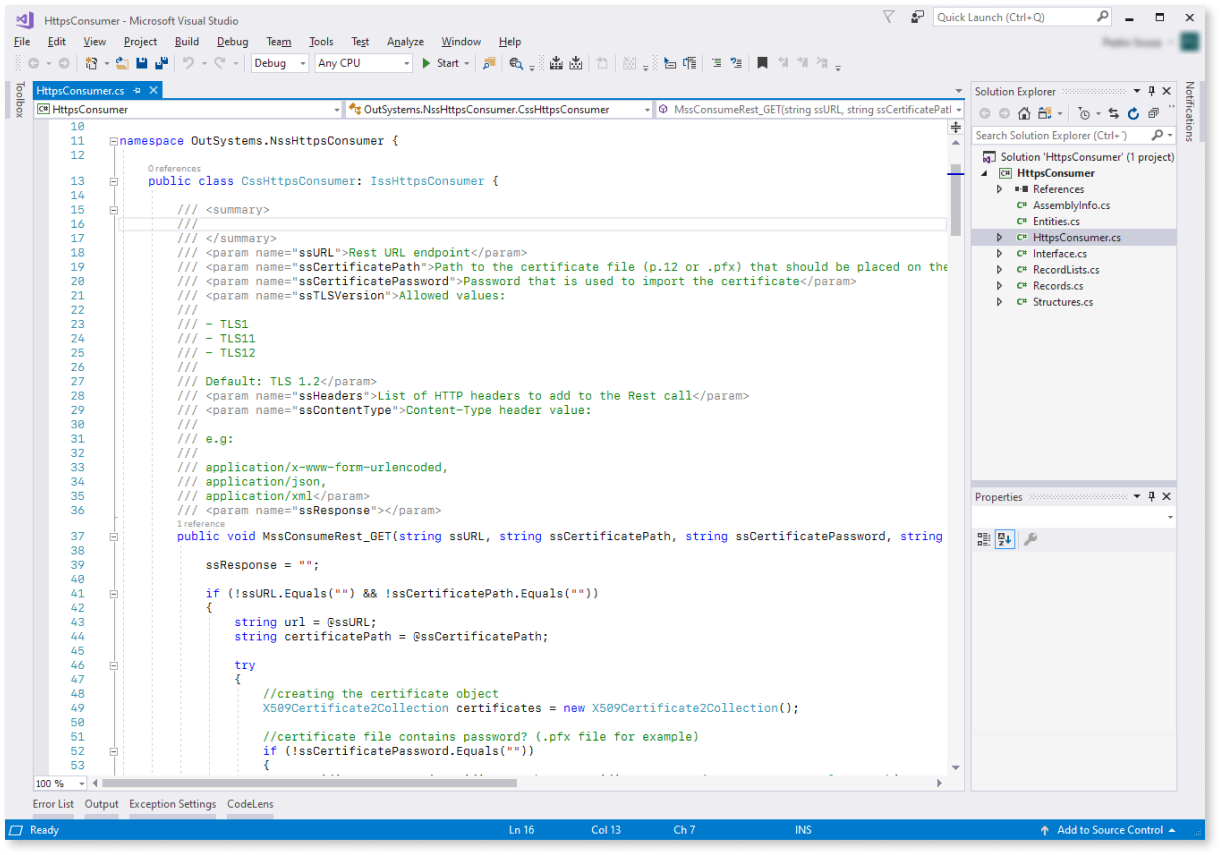 HttpsConsumer - Microsoft Visual Studio
Quick Launch (Ctrl+Q)
File Edit View Project Build Debug Team Tools Test Analyze Window Help
Debug Any CPU Start
Toolbox
HttpsConsumer.cs
HttpsConsumer
OutSystems.NssHttpsConsumer.CssHttpsConsumer
MssConsumeRest_GET(string ssURL, string ssCertificatePatl
10
11 namespace OutSystems.NssHttpsConsumer {
12
0 references
13 public class CssHttpsConsumer: IssHttpsConsumer {
14
15 /// <summary>
16 ///
17 /// </summary>
18 /// <param name="ssURL">Rest URL endpoint</param>
19 /// <param name="ssCertificatePath">Path to the certificate file (p.12 or .pfx) that should be placed on the
20 /// <param name="ssCertificatePassword">Password that is used to import the certificate</param>
21 /// <param name="ssTLSVersion">Allowed values:
22 ///
23 /// - TLS1
24 /// - TLS11
25 /// - TLS12
26 ///
27 /// Default: TLS 1.2</param>
28 /// <param name="ssHeaders">List of HTTP headers to add to the Rest call</param>
29 /// <param name="ssContentType">Content-Type header value:
30 ///
31 /// e.g:
32 ///
33 /// application/x-www-form-urlencoded,
34 /// application/json,
35 /// application/xml</param>
36 /// <param name="ssResponse"></param>
1 reference
37 public void MssConsumeRest_GET(string ssURL, string ssCertificatePath, string ssCertificatePassword, string
38
39 ssResponse = "";
40
41 if (!ssURL.Equals("") && !ssCertificatePath.Equals(""))
42 {
43 string url = @ssURL;
44 string certificatePath = @ssCertificatePath;
45
46 try
47 {
48 //creating the certificate object
49 X509Certificate2Collection certificates = new X509Certificate2Collection();
50
51 //certificate file contains password? (.pfx file for example)
52 if (!ssCertificatePassword.Equals(""))
53 {
100 %
Solution Explorer
Search Solution Explorer (Ctrl+´)
Solution 'HttpsConsumer' (1 project)
HttpsConsumer
References
AssemblyInfo.cs
Entities.cs
HttpsConsumer.cs
Interface.cs
RecordLists.cs
Records.cs
Structures.cs
Notifications
Properties
Error List Output Exception Settings CodeLens
Ready Ln 16 Col 13 Ch 7 INS Add to Source Control